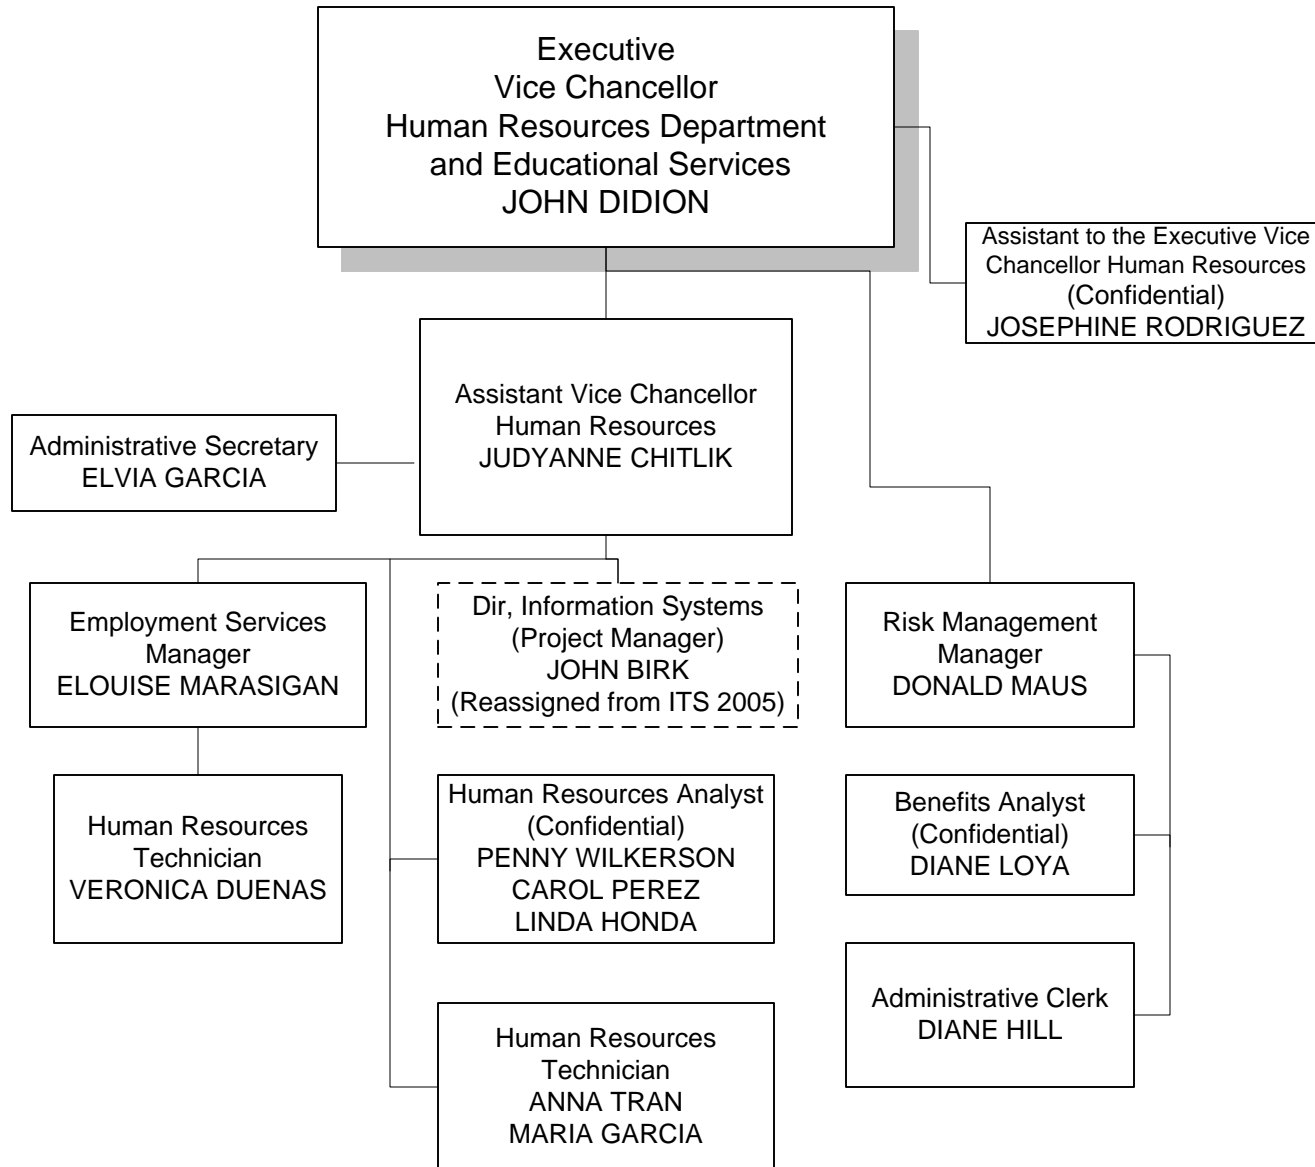 Executive
Vice Chancellor
Human Resources Department
and Educational Services
JOHN DIDION
Assistant to the Executive Vice
Chancellor Human Resources
(Confidential)
JOSEPHINE RODRIGUEZ
Assistant Vice Chancellor
Human Resources
JUDYANNE CHITLIK
Administrative Secretary
ELVIA GARCIA
Employment Services
Manager
ELOUISE MARASIGAN
Dir, Information Systems
(Project Manager)
JOHN BIRK
(Reassigned from ITS 2005)
Risk Management
Manager
DONALD MAUS
Human Resources
Technician
VERONICA DUENAS
Human Resources Analyst
(Confidential)
PENNY WILKERSON
CAROL PEREZ
LINDA HONDA
Benefits Analyst
(Confidential)
DIANE LOYA
Administrative Clerk
DIANE HILL
Human Resources
Technician
ANNA TRAN
MARIA GARCIA